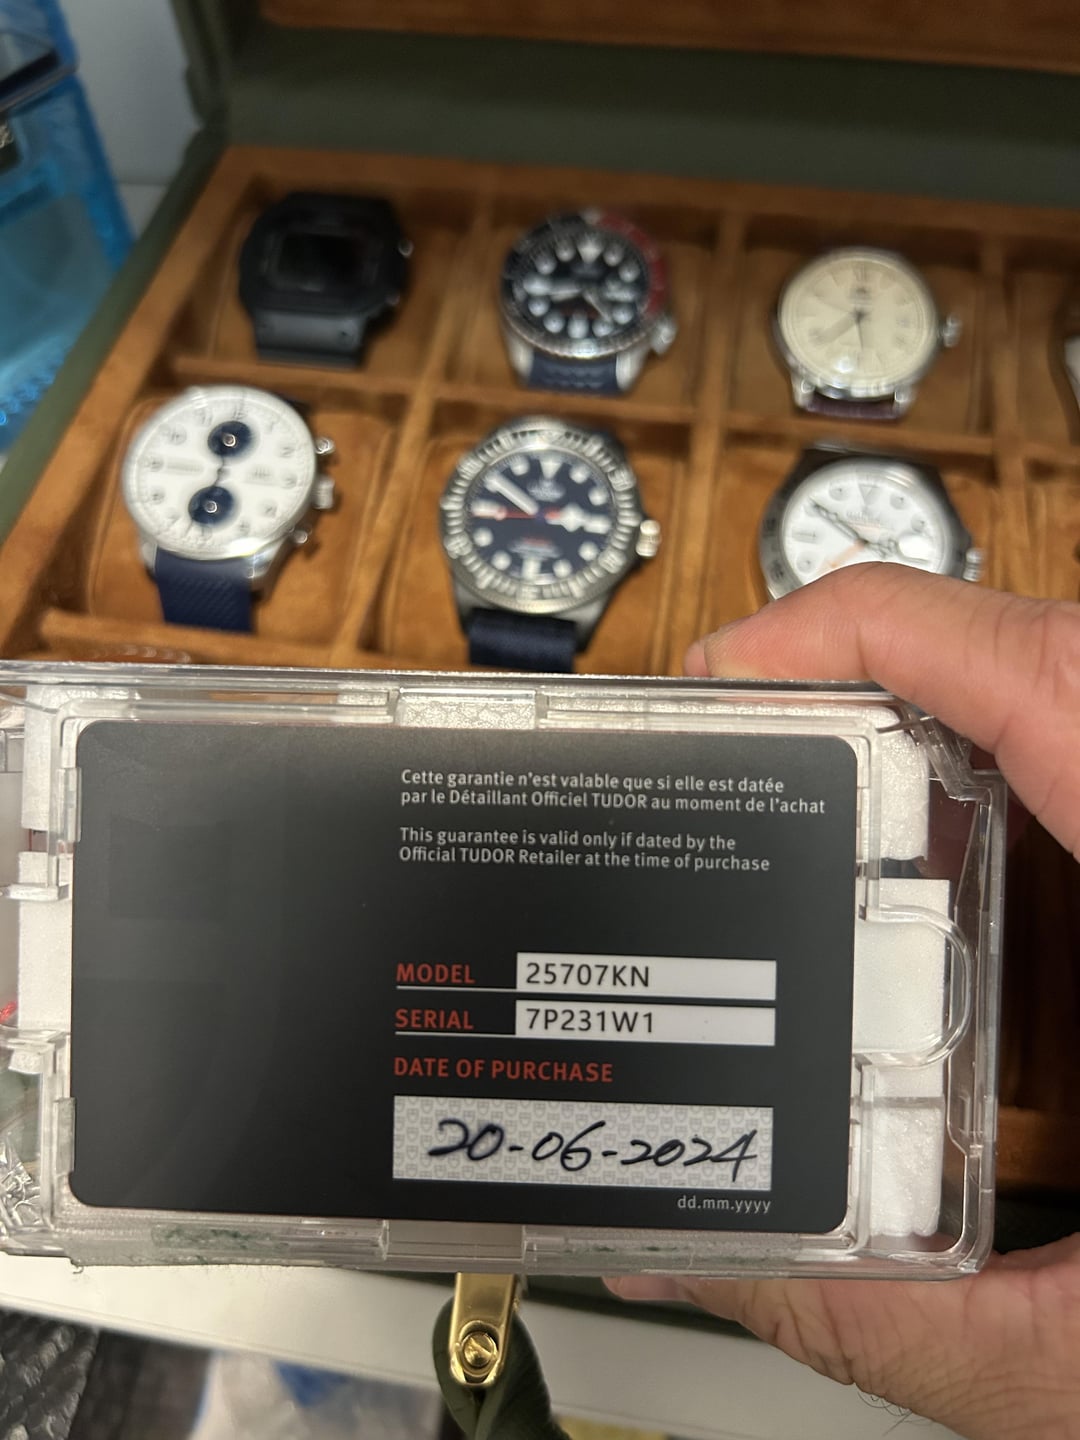 Cette garantie n'est valable que si elle est datée
par le Détaillant Officiel TUDOR au moment de l'achat
This guarantee is valid only if dated by the
Official TUDOR Retailer at the time of purchase
MODEL 25707KN
SERIAL 7P231W1
DATE OF PURCHASE
20-06-2024
dd.mm.yyyy